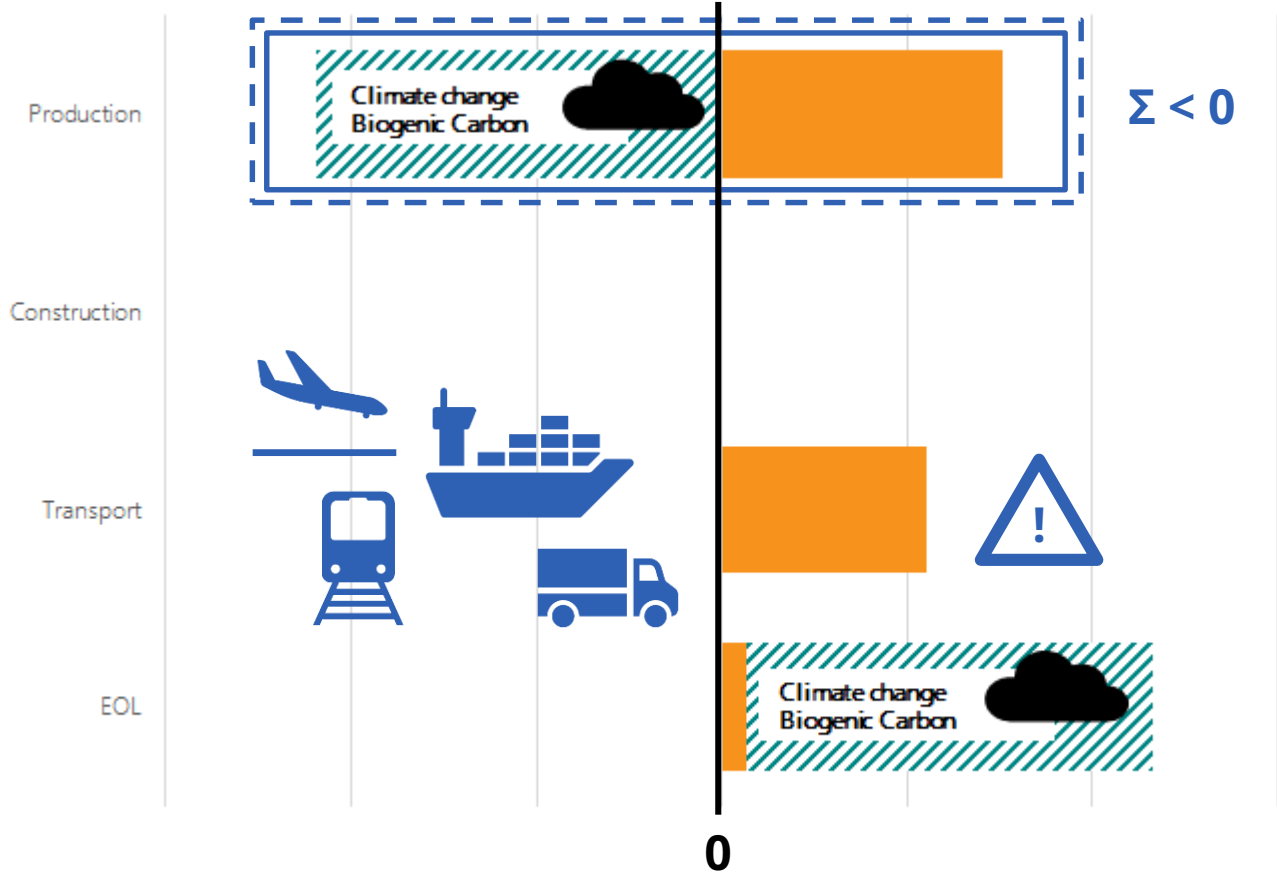 Production
Climate change
Biogenic Carbon
Σ < 0
Construction
Transport
!
EOL
Climate change
Biogenic Carbon
0